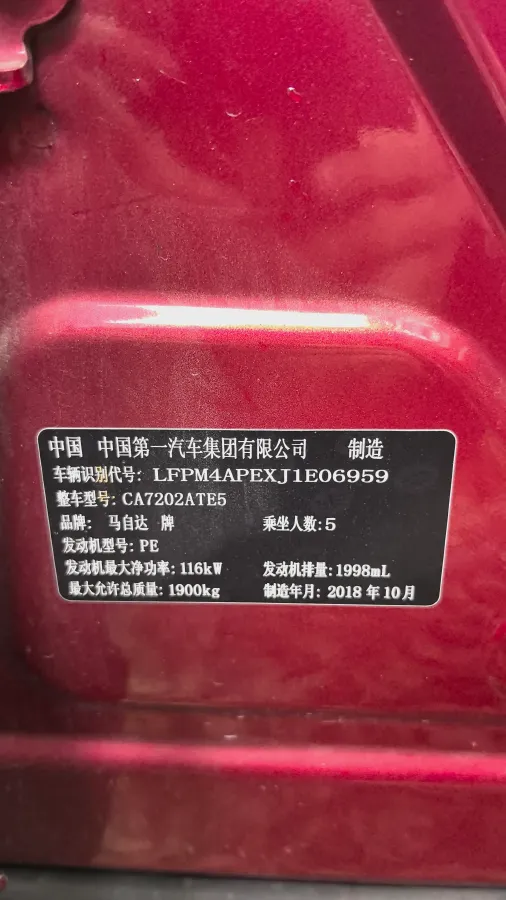 中国 中国第一汽车集团有限公司 制造
车辆识别代号: LFPM4APEXJ1E06959
整车型号: CA7202ATE5
品牌: 马自达 牌 乘坐人数: 5
发动机型号: PE
发动机最大净功率: 116kW 发动机排量: 1998mL
最大允许总质量: 1900kg 制造年月: 2018 年 10 月